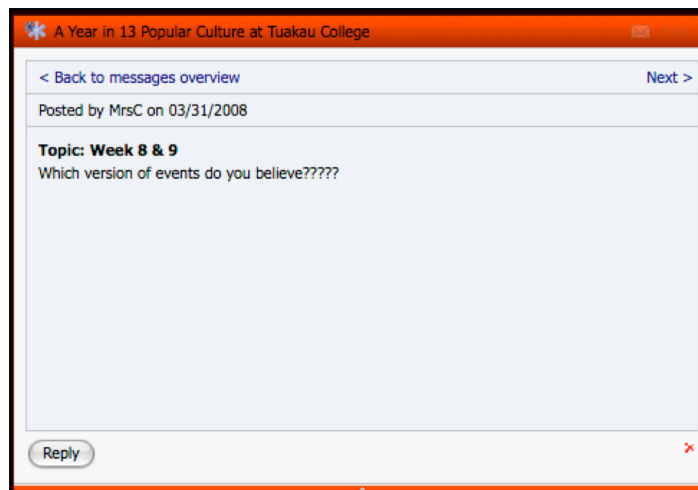 A Year in 13 Popular Culture at Tuakau College
< Back to messages overview Next >
Posted by MrsC on 03/31/2008
Topic: Week 8 & 9
Which version of events do you believe?????
Reply